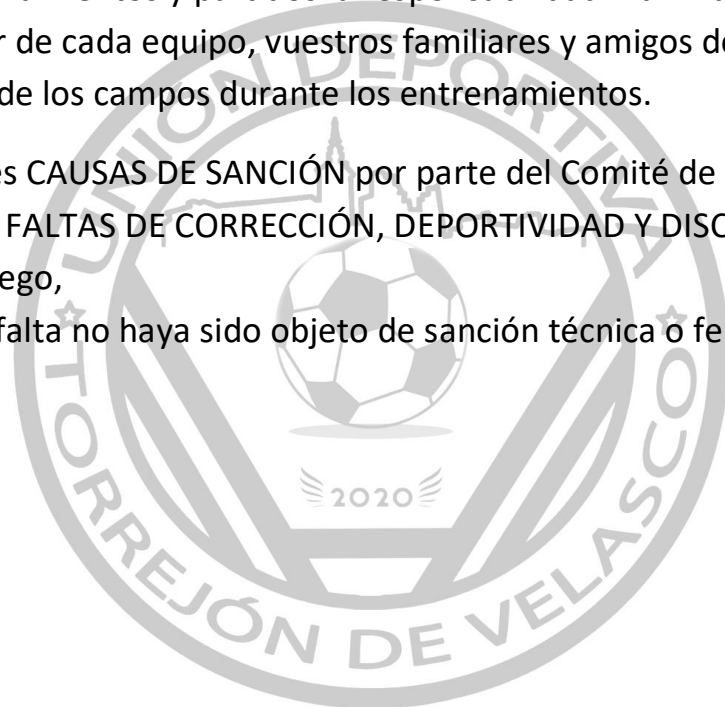 r de cada equipo, vuestros familiares y amigos de
de los campos durante los entrenamientos.
es CAUSAS DE SANCIÓN por parte del Comité de
FALTAS DE CORRECCIÓN, DEPORTIVIDAD Y DISC
ego,
falta no haya sido objeto de sanción técnica o fe
UNION DEPORTIVA
2020
TORREJÓN DE VELASCO